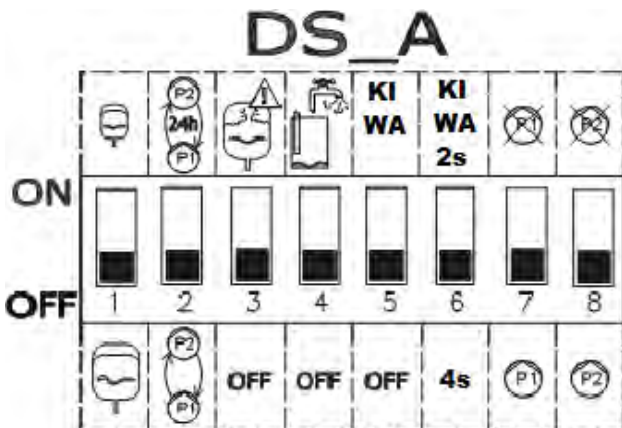 DS__A
P2 24h P1
!
KI WA
KI WA 2s
P1
P2
ON
OFF
1 2 3 4 5 6 7 8
P2 P1
OFF OFF OFF 4s P1 P2